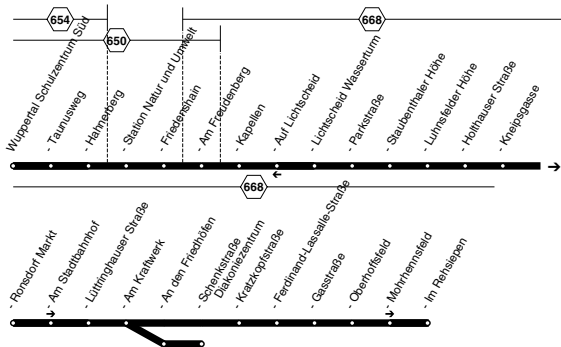 654
668
650
Wuppertal Schulzentrum Süd
- Taunusweg
- Hahnerberg
- Station Natur und Umwelt
- Friedenshain
- Am Freudenberg
- Kapellen
- Auf Lichtscheid
- Lichtscheid Wasserturm
- Parkstraße
- Staubenthaler Höhe
- Luhnsfelder Höhe
- Holthauser Straße
- Kneipsgasse
668
- Ronsdorf Markt
- Am Stadtbahnhof
- Lüttringhauser Straße
- Am Kraftwerk
- An den Friedhöfen
- Schenkstraße
Diakoniezentrum
- Kratzkopfstraße
- Ferdinand-Lassalle-Straße
- Gasstraße
- Oberhoffsfeld
- Mohrhennsfeld
- Im Rehsiepen